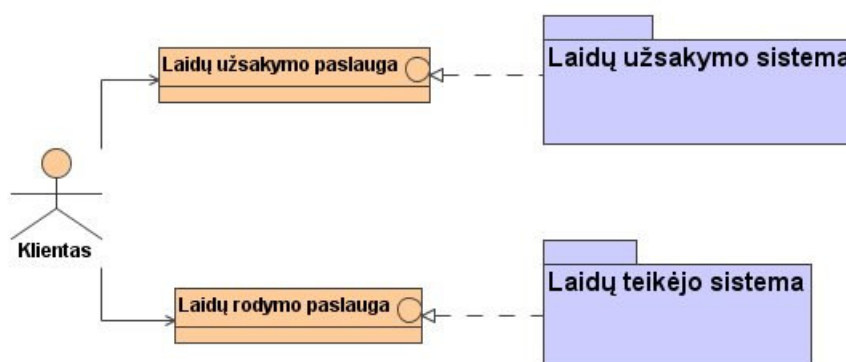 Laidų užsakymo paslauga
Laidų užsakymo sistema
Klientas
Laidų rodymo paslauga
Laidų teikėjo sistema